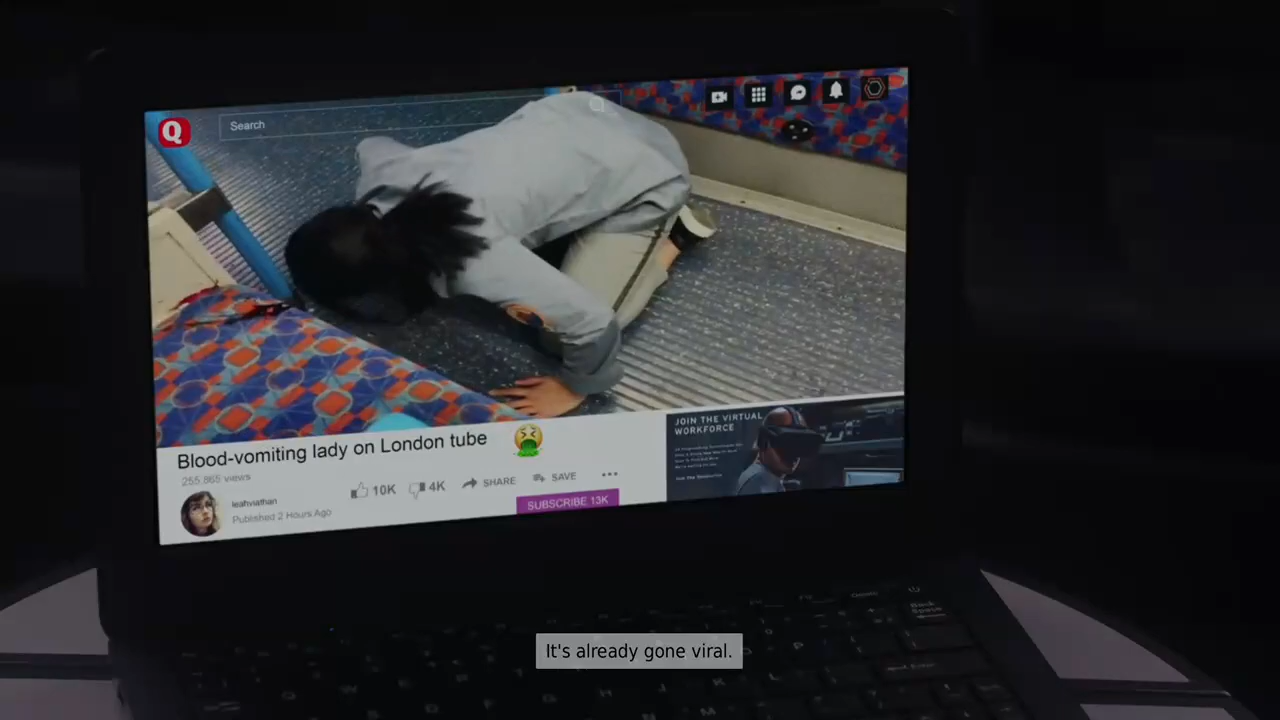 Q
Search
Blood-vomiting lady on London tube
255.865 views
leahviathan
Published 2 Hours Ago
10K
4K
SHARE
SAVE
SUBSCRIBE 13K
JOIN THE VIRTUAL
WORKFORCE
It's already gone viral.